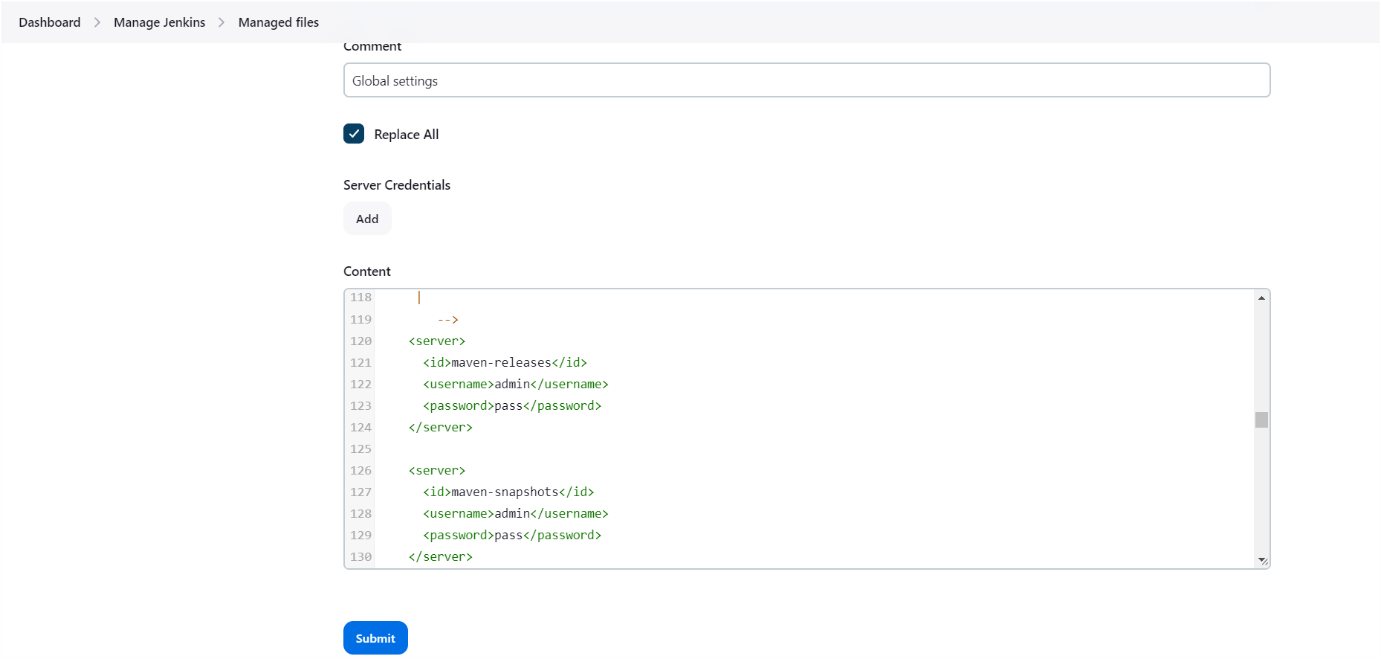 Dashboard > Manage Jenkins > Managed files
Comment
Global settings
Replace All
Server Credentials
Add
Content
118 |
119 -->
120 <server>
121 <id>maven-releases</id>
122 <username>admin</username>
123 <password>pass</password>
124 </server>
125
126 <server>
127 <id>maven-snapshots</id>
128 <username>admin</username>
129 <password>pass</password>
130 </server>
Submit